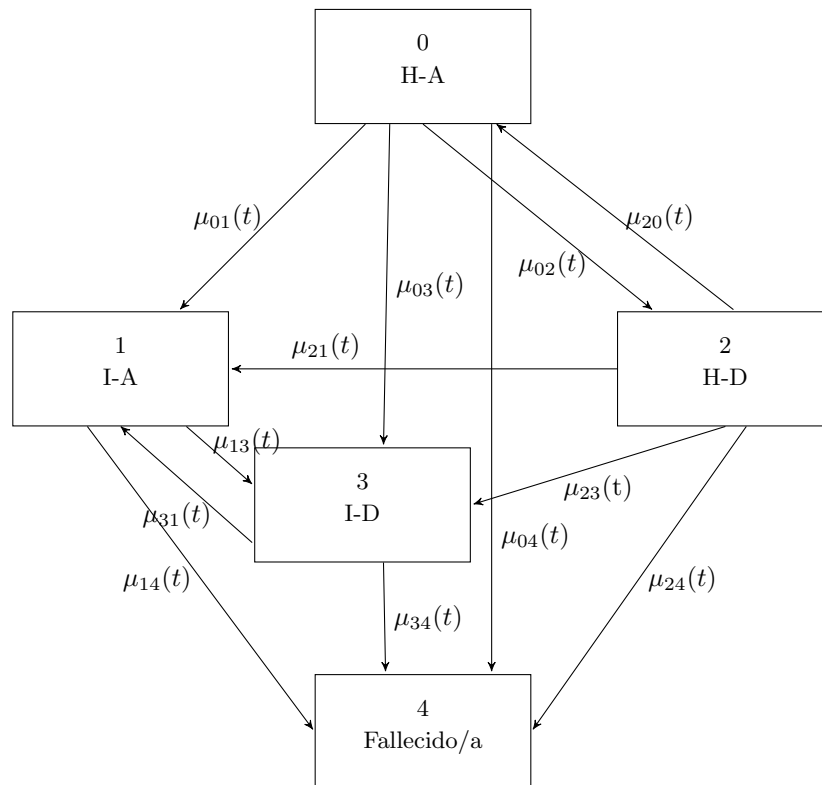 0
H-A
μ01(t)
μ20(t)
μ02(t)
μ03(t)
1
I-A
μ21(t)
2
H-D
μ13(t)
3
I-D
μ23(t)
μ31(t)
μ04(t)
μ14(t)
μ24(t)
μ34(t)
4
Fallecido/a